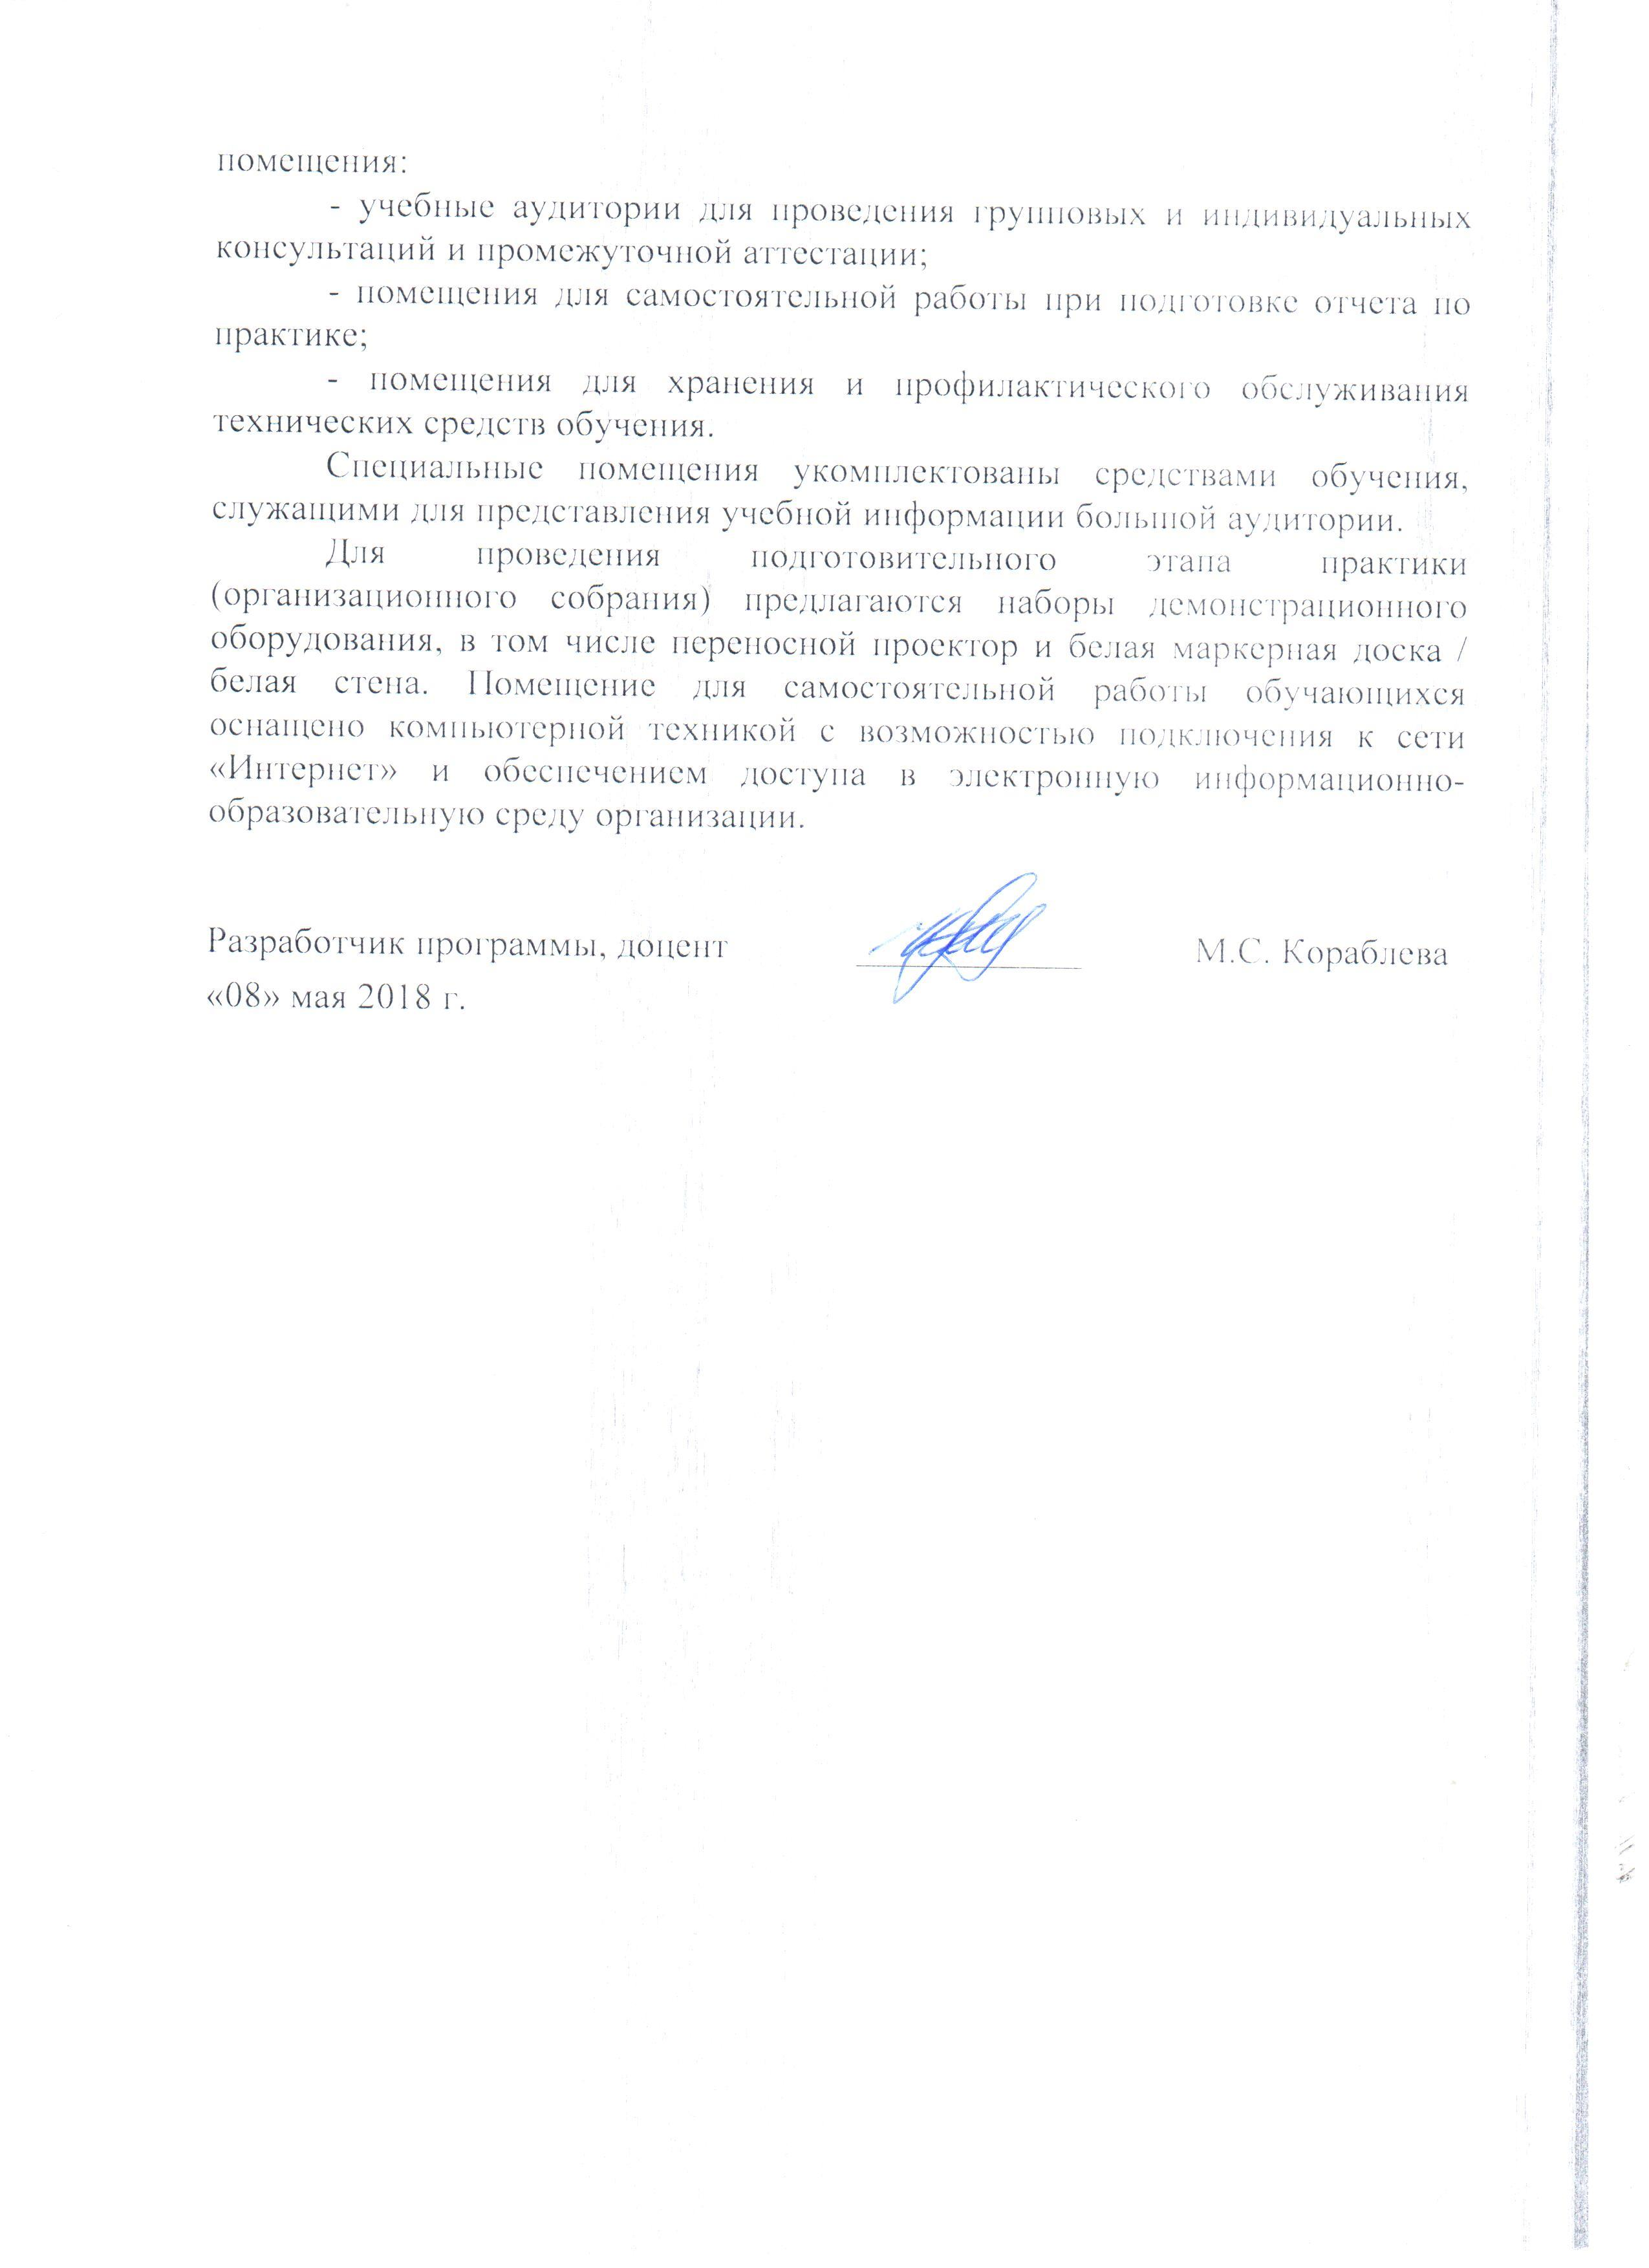 помещения:
- учебные аудитории для проведения групповых и индивидуальных
консультаций и промежуточной аттестации;
- помещения для самостоятельной работы при подготовке отчета по
практике;
- помещения для хранения и профилактического обслуживания
технических средств обучения.
Специальные помещения укомплектованы средствами обучения,
служащими для представления учебной информации большой аудитории.
Для проведения подготовительного этапа практики
(организационного собрания) предлагаются наборы демонстрационного
оборудования, в том числе переносной проектор и белая маркерная доска /
белая стена. Помещение для самостоятельной работы обучающихся
оснащено компьютерной техникой с возможностью подключения к сети
«Интернет» и обеспечением доступа в электронную информационно-
образовательную среду организации.
Разработчик программы, доцент М.С. Кораблева
«08» мая 2018 г.